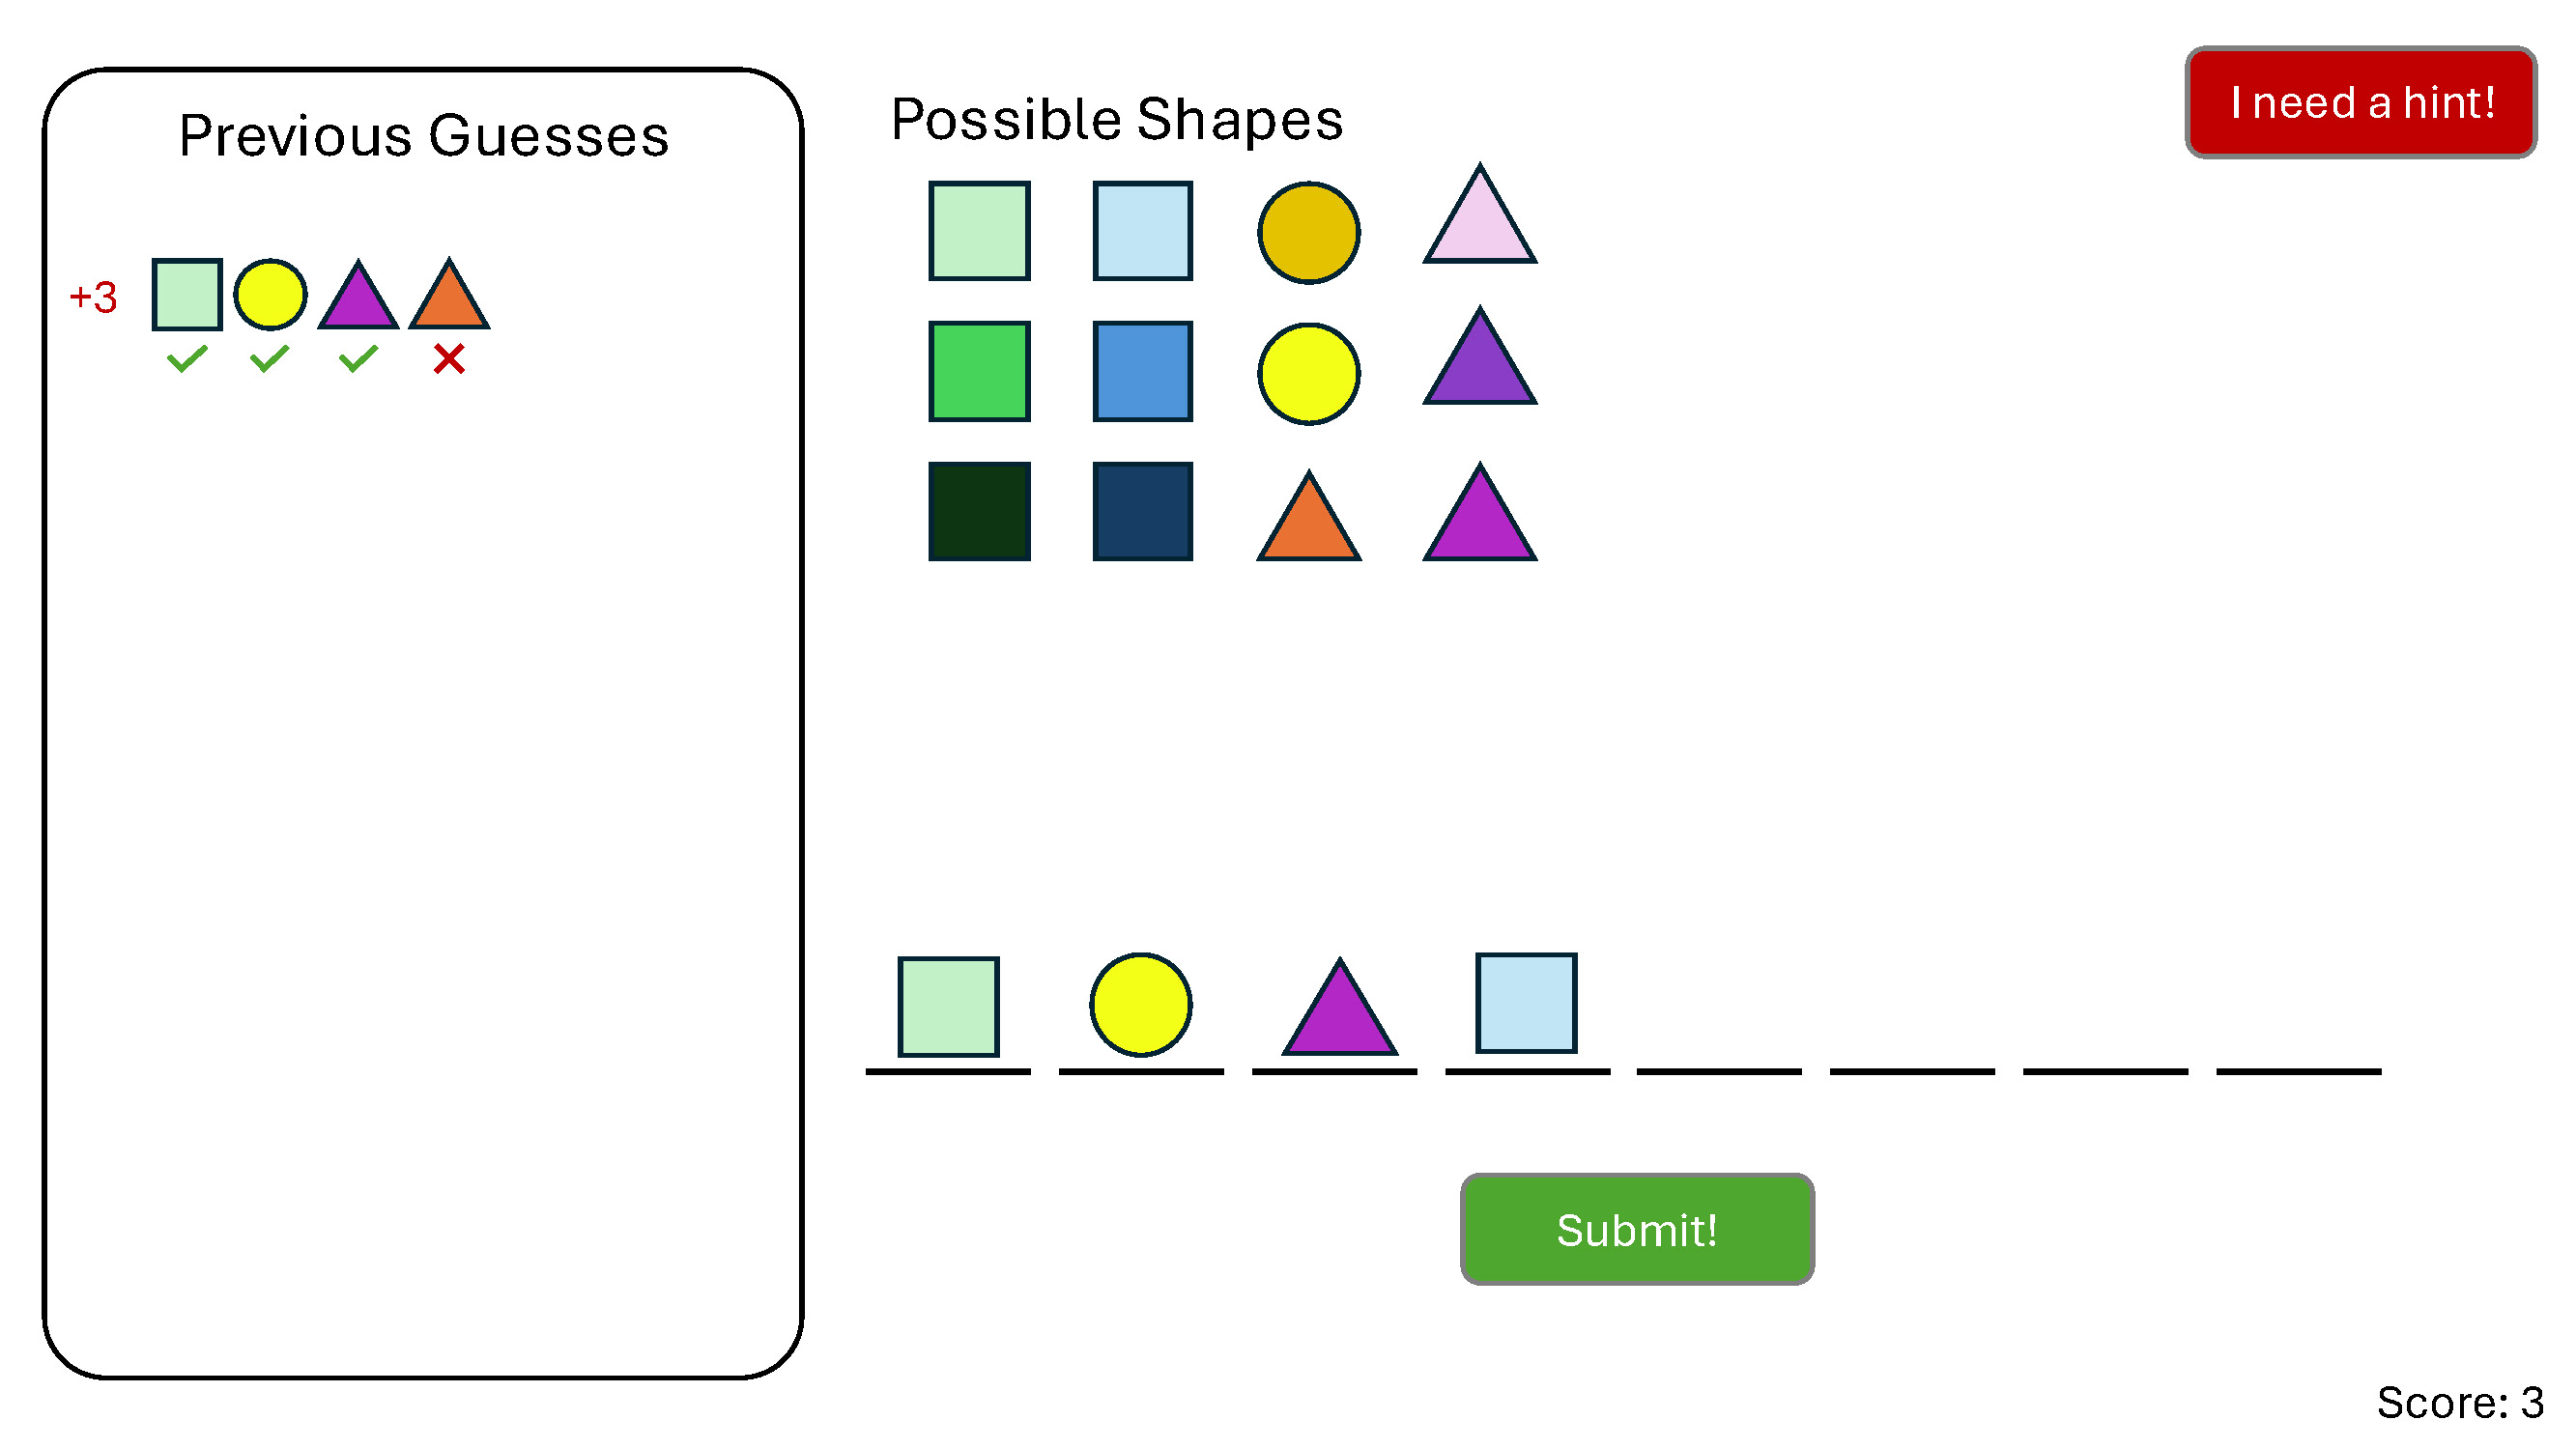 Previous Guesses
+3
Possible Shapes
I need a hint!
Submit!
Score: 3